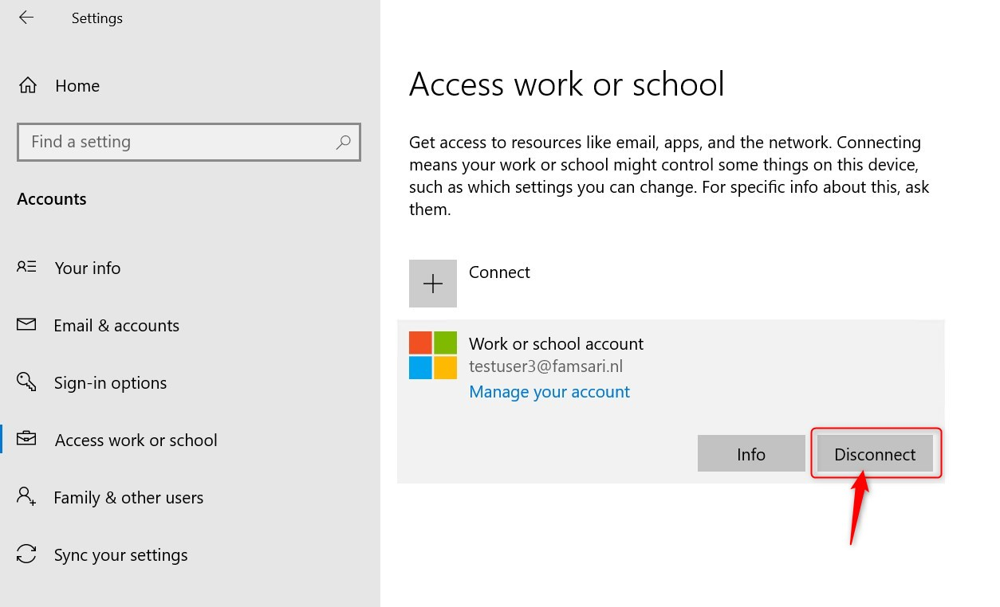 Settings
Home
Find a setting
Accounts
Your info
Email & accounts
Sign-in options
Access work or school
Family & other users
Sync your settings
Access work or school
Get access to resources like email, apps, and the network. Connecting
means your work or school might control some things on this device,
such as which settings you can change. For specific info about this, ask
them.
Connect
Work or school account
testuser3@famsari.nl
Manage your account
Info
Disconnect